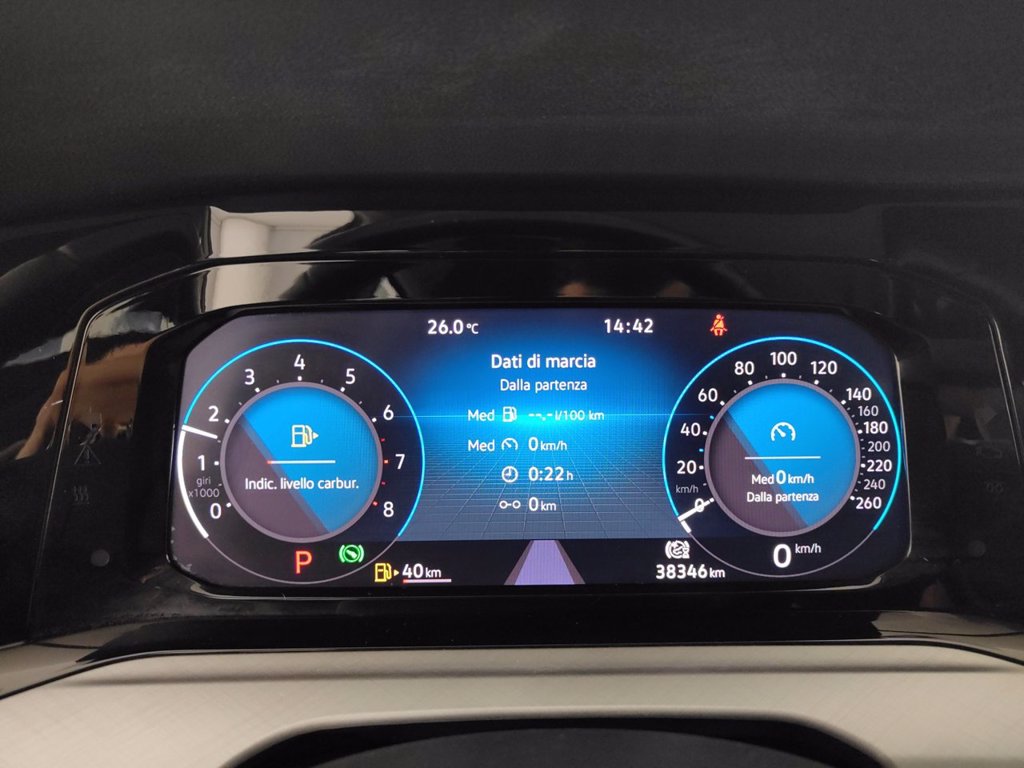 26.0 °C
14:42
Dati di marcia
Dalla partenza
Med --,- l/100 km
Med 0 km/h
0:22 h
0 km
0 1 2 3 4 5 6 7 8
giri
x1000
Indic. livello carbur.
P
40 km
0 20 40 60 80 100 120 140 160 180 200 220 240 260
km/h
Med 0 km/h
Dalla partenza
0 km/h
38346 km